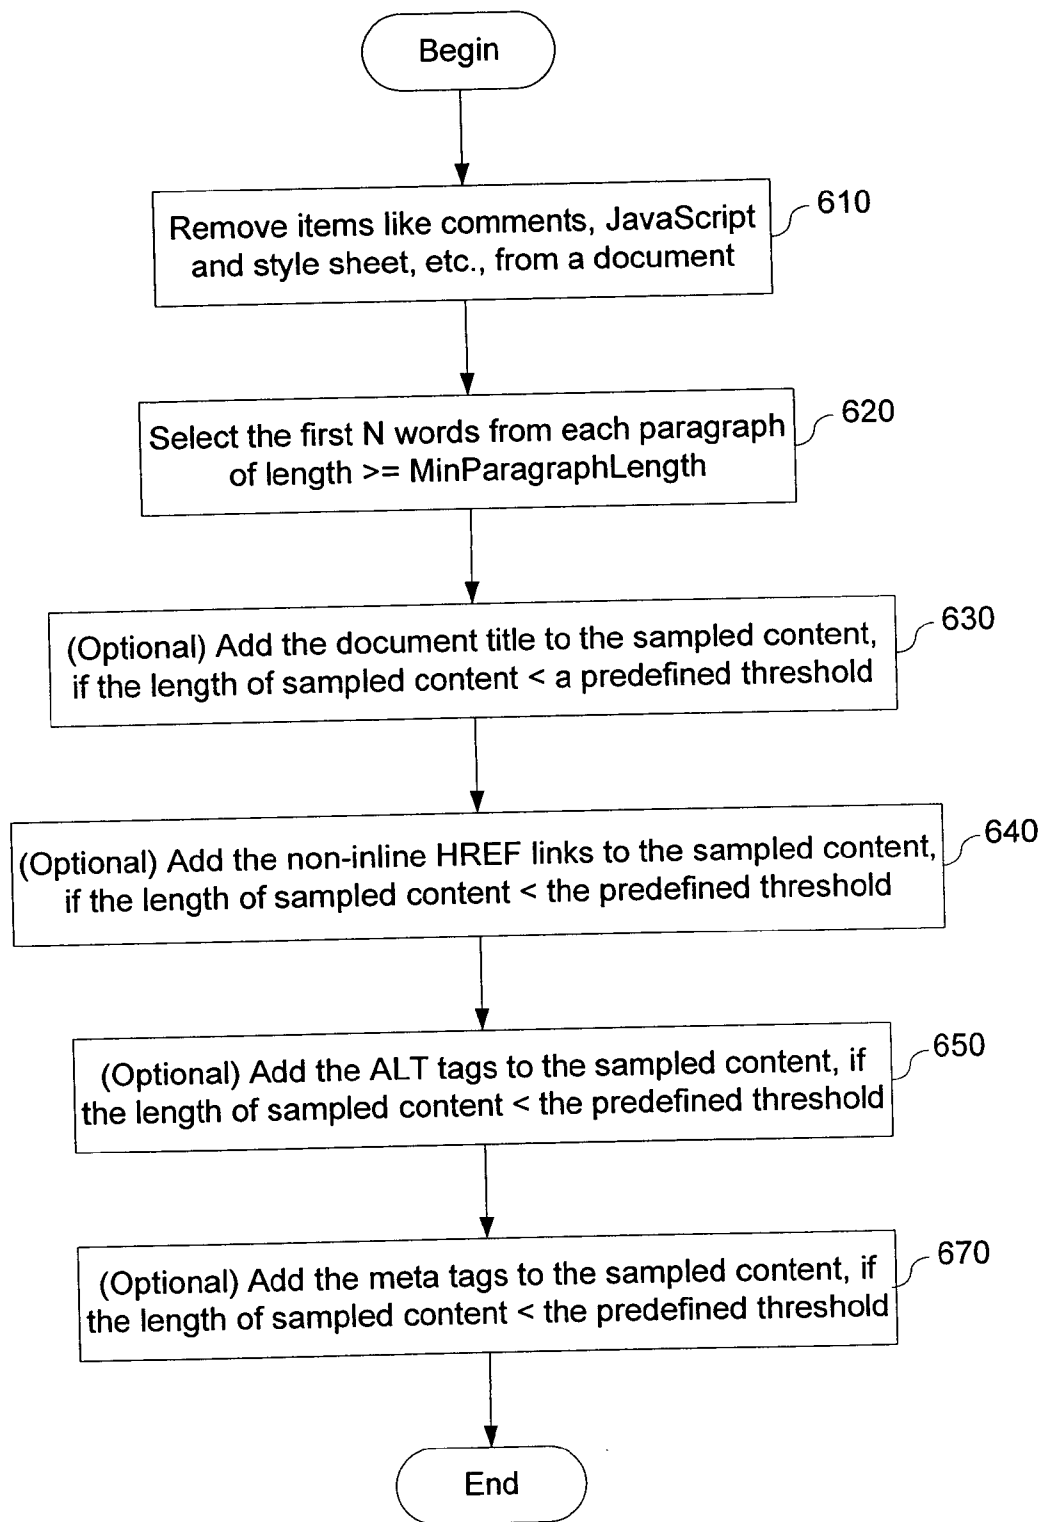 Begin
Remove items like comments, JavaScript
and style sheet, etc., from a document
610
Select the first N words from each paragraph
of length >= MinParagraphLength
620
(Optional) Add the document title to the sampled content,
if the length of sampled content < a predefined threshold
630
(Optional) Add the non-inline HREF links to the sampled content,
if the length of sampled content < the predefined threshold
640
(Optional) Add the ALT tags to the sampled content, if
the length of sampled content < the predefined threshold
650
(Optional) Add the meta tags to the sampled content, if
the length of sampled content < the predefined threshold
670
End